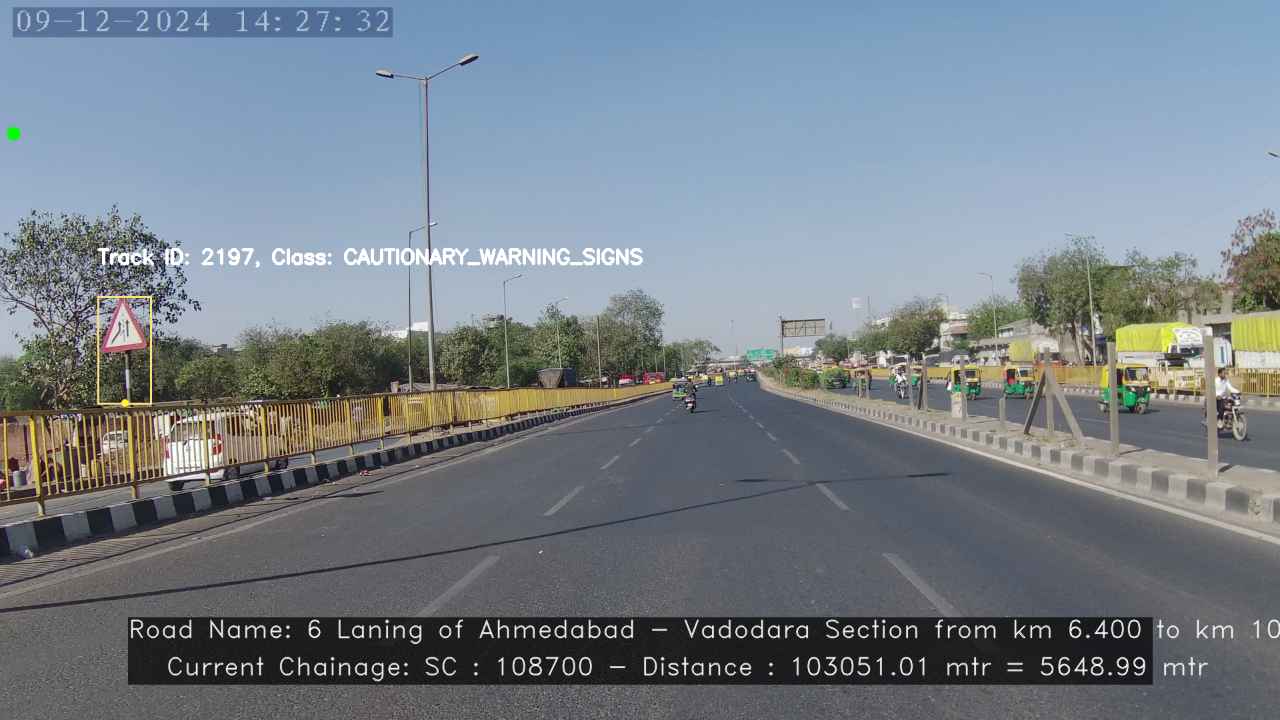 09-12-2024 14:27:32
Track ID: 2197, Class: CAUTIONARY_WARNING_SIGNS
Road Name: 6 Laning of Ahmedabad - Vadodara Section from km 6.400 to km 10
Current Chainage: SC : 108700 - Distance : 103051.01 mtr = 5648.99 mtr